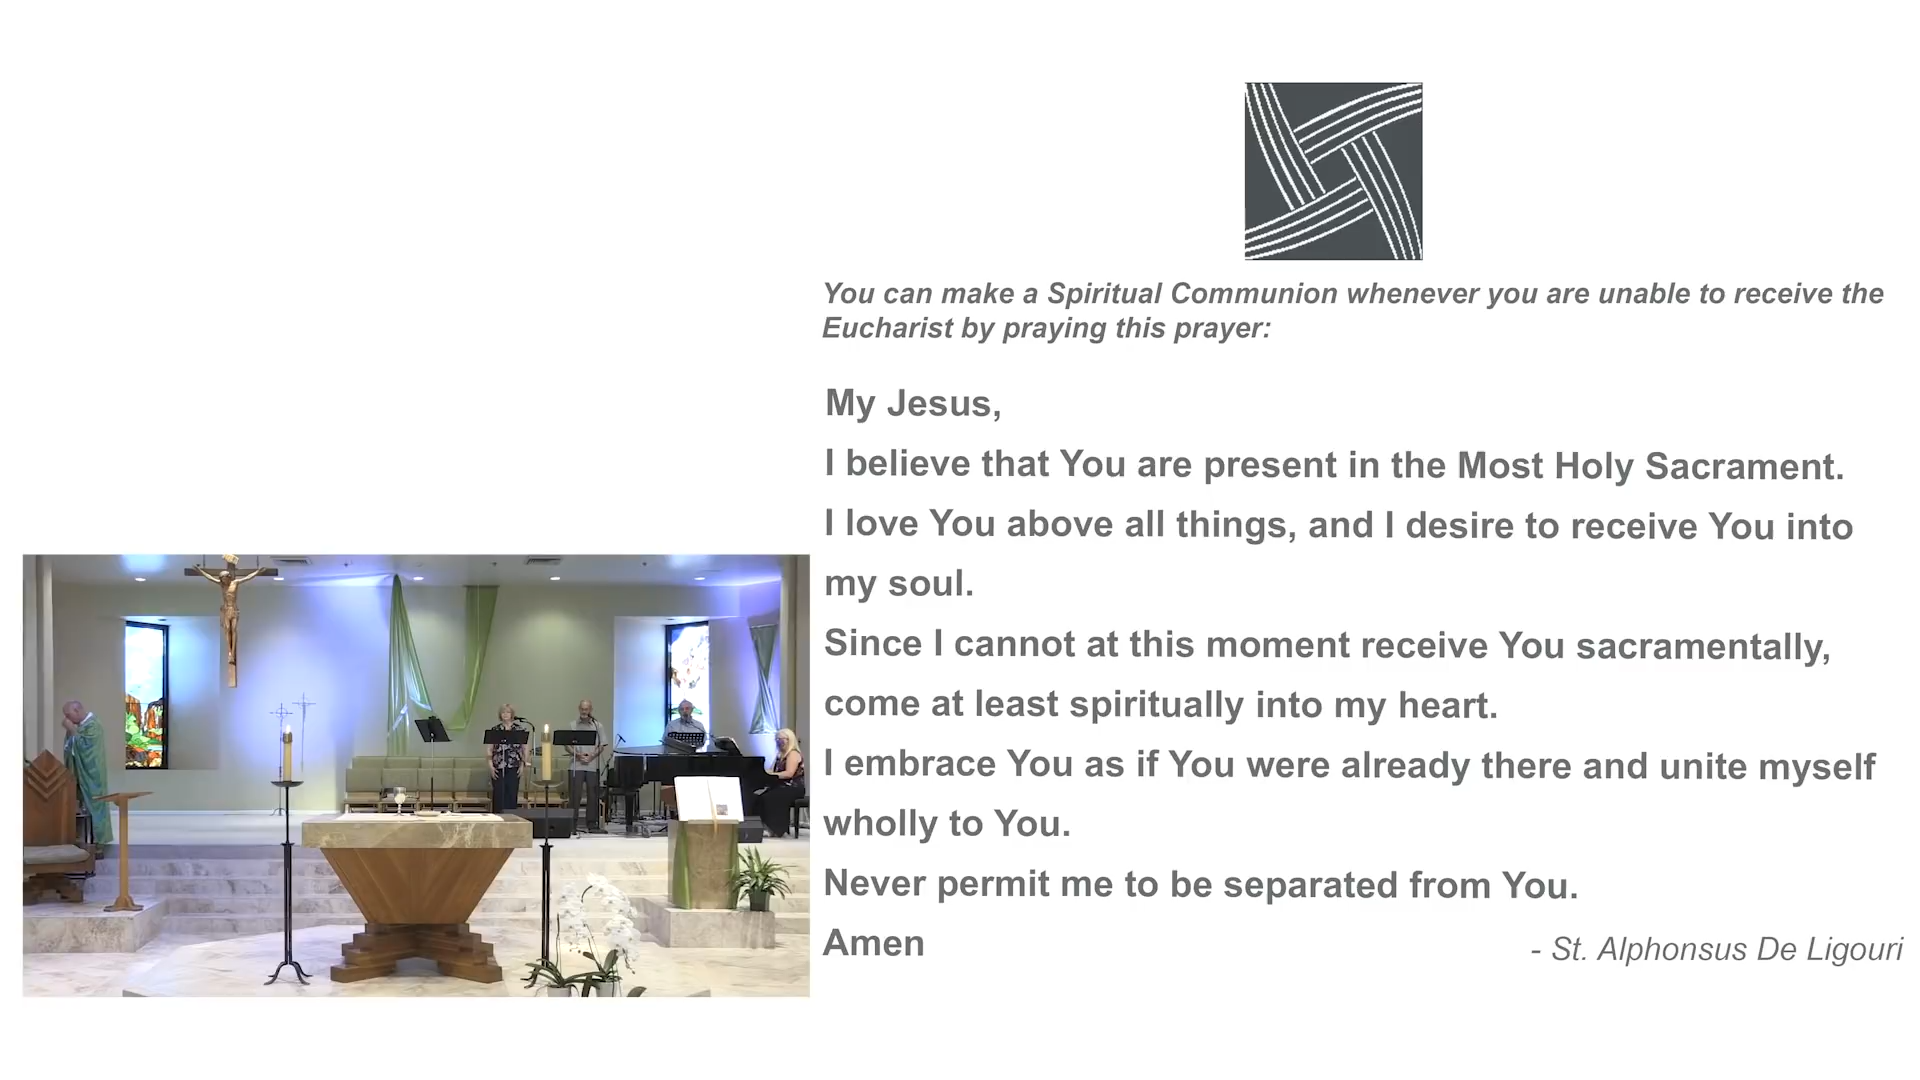 You can make a Spiritual Communion whenever you are unable to receive the
Eucharist by praying this prayer:
My Jesus,
I believe that You are present in the Most Holy Sacrament.
I love You above all things, and I desire to receive You into
my soul.
Since I cannot at this moment receive You sacramentally,
come at least spiritually into my heart.
I embrace You as if You were already there and unite myself
wholly to You.
Never permit me to be separated from You.
Amen
- St. Alphonsus De Ligouri